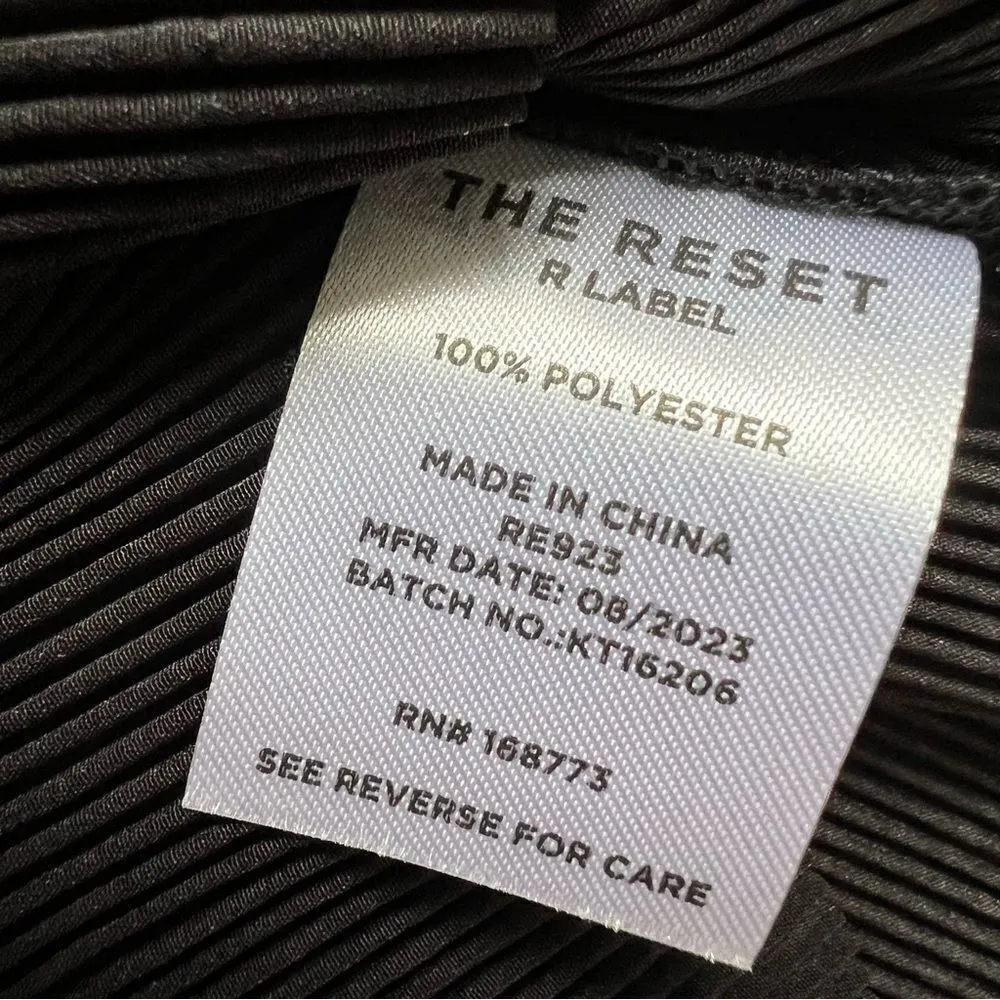 THE RESET
R LABEL
100% POLYESTER
MADE IN CHINA
RE923
MFR DATE: 08/2023
BATCH NO.:KT16206
RN# 168773
SEE REVERSE FOR CARE